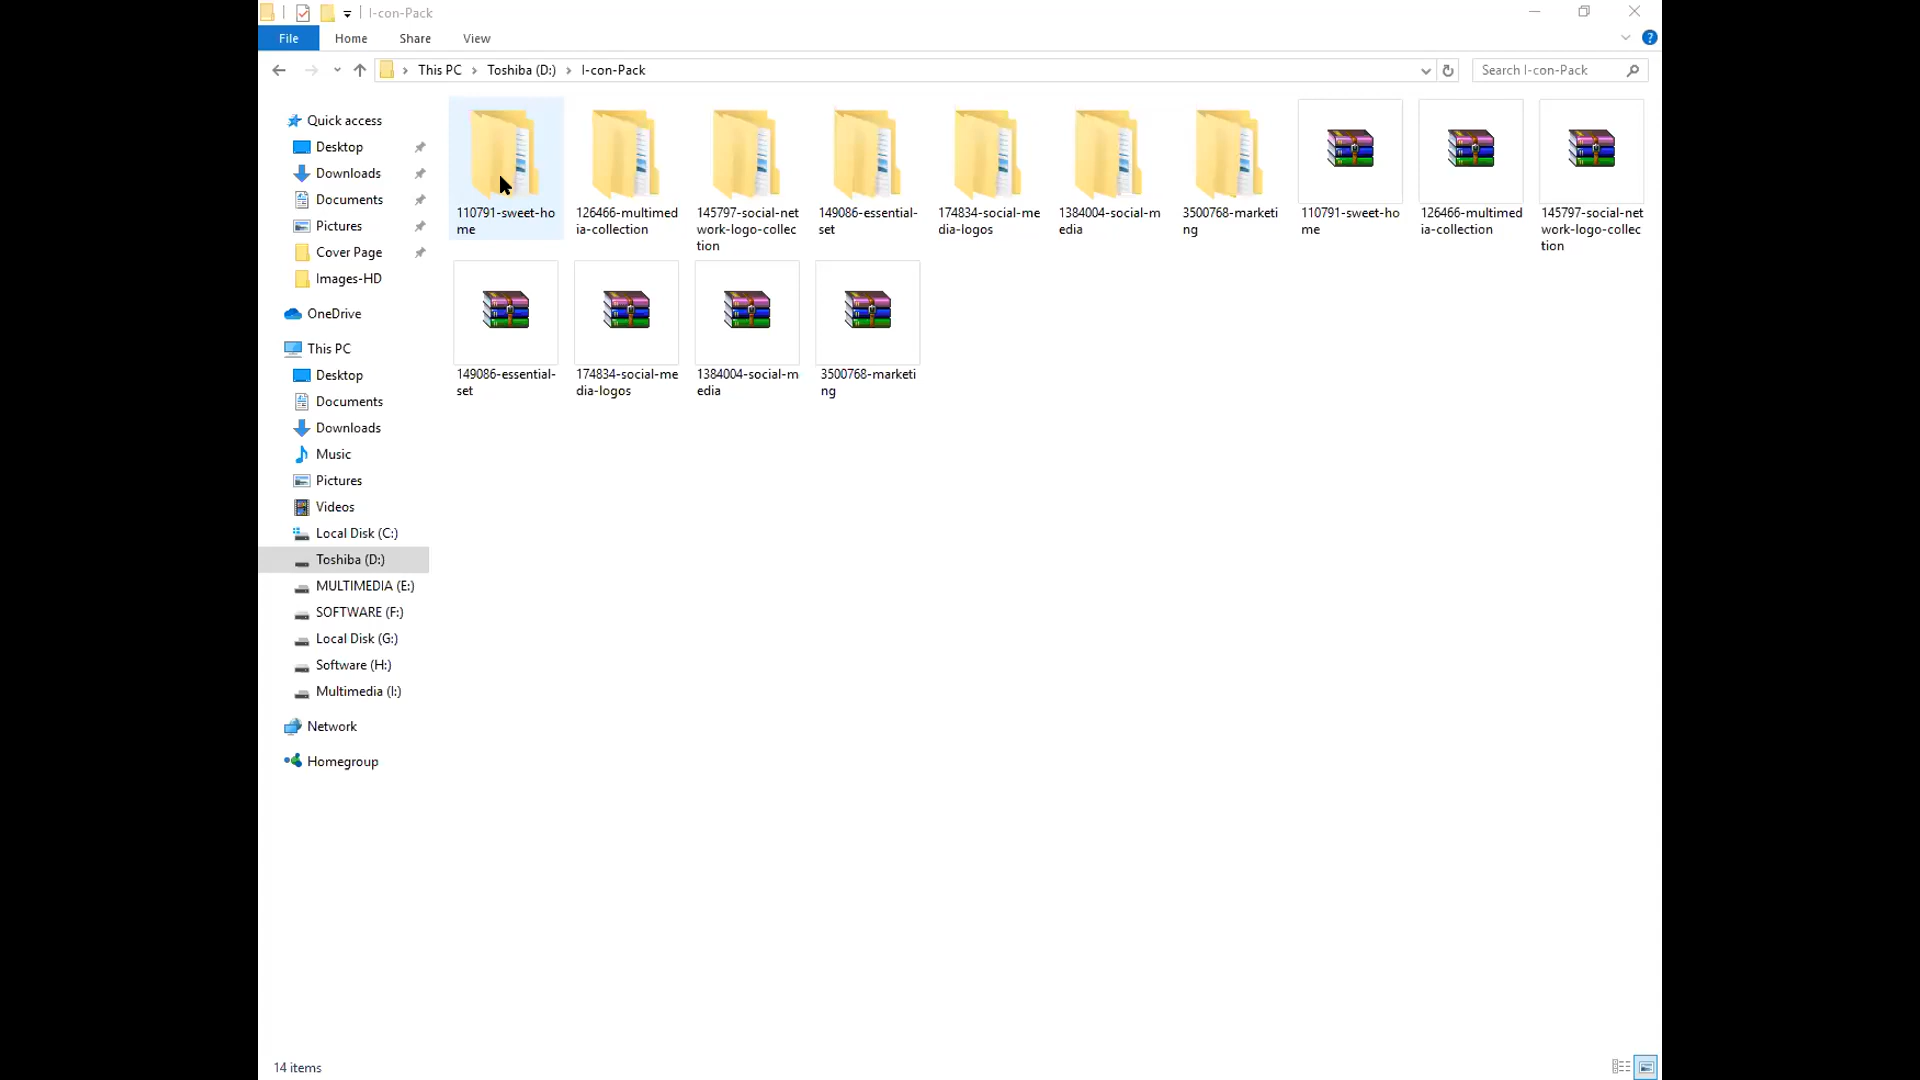 I-con-Pack
File Home Share View
This PC Toshiba (D:) I-con-Pack Search I-con-Pack
Quick access
Desktop
Downloads
Documents
Pictures
Cover Page
Images-HD
OneDrive
This PC
Desktop
Documents
Downloads
Music
Pictures
Videos
Local Disk (C:)
Toshiba (D:)
MULTIMEDIA (E:)
SOFTWARE (F:)
Local Disk (G:)
Software (H:)
Multimedia (I:)
Network
Homegroup
110791-sweet-ho
me
126466-multimed
ia-collection
145797-social-net
work-logo-collec
tion
149086-essential-
set
174834-social-me
dia-logos
1384004-social-m
edia
3500768-marketi
ng
110791-sweet-ho
me
126466-multimed
ia-collection
145797-social-net
work-logo-collec
tion
149086-essential-
set
174834-social-me
dia-logos
1384004-social-m
edia
3500768-marketi
ng
14 items